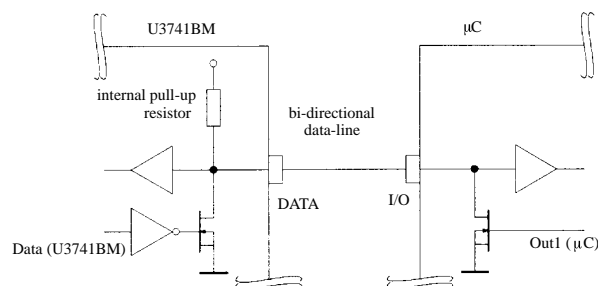 U3741BM
µC
internal pull-up
resistor
bi-directional
data-line
DATA
I/O
Data (U3741BM)
Out1 ( µC)